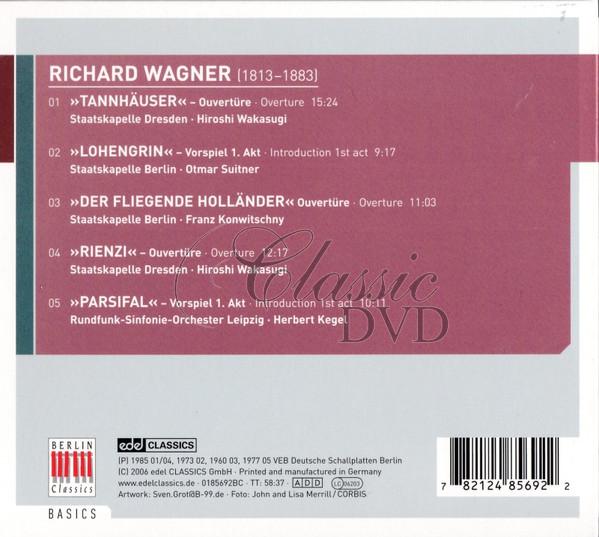 RICHARD WAGNER (1813–1883)
01 »TANNHÄUSER« – Ouvertüre · Overture 15:24
Staatskapelle Dresden · Hiroshi Wakasugi
02 »LOHENGRIN« – Vorspiel 1. Akt · Introduction 1st act 9:17
Staatskapelle Berlin · Otmar Suitner
03 »DER FLIEGENDE HOLLÄNDER« Ouvertüre · Overture 11:03
Staatskapelle Berlin · Franz Konwitschny
04 »RIENZI« – Ouvertüre · Overture 12:17
Staatskapelle Dresden · Hiroshi Wakasugi
05 »PARSIFAL« – Vorspiel 1. Akt · Introduction 1st act 10:11
Rundfunk-Sinfonie-Orchester Leipzig · Herbert Kegel
Classic
DVD
BERLIN
Classics
BASICS
edel CLASSICS
(P) 1985 01/04, 1973 02, 1960 03, 1977 05 VEB Deutsche Schallplatten Berlin
(C) 2006 edel CLASSICS GmbH · Printed and manufactured in Germany
www.edelclassics.de · 0185692BC · TT: 58:37 · ADD LC 06203
Artwork: Sven.Grot@B-99.de · Foto: John and Lisa Merrill/CORBIS
7 82124 85692 2